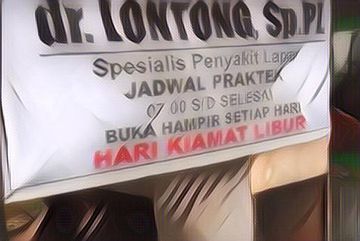 dr. LONTONG, Sp.PL
Spesialis Penyakit Lapar
JADWAL PRAKTEK
07.00 S/D SELESAI
BUKA HAMPIR SETIAP HARI
HARI KIAMAT LIBUR